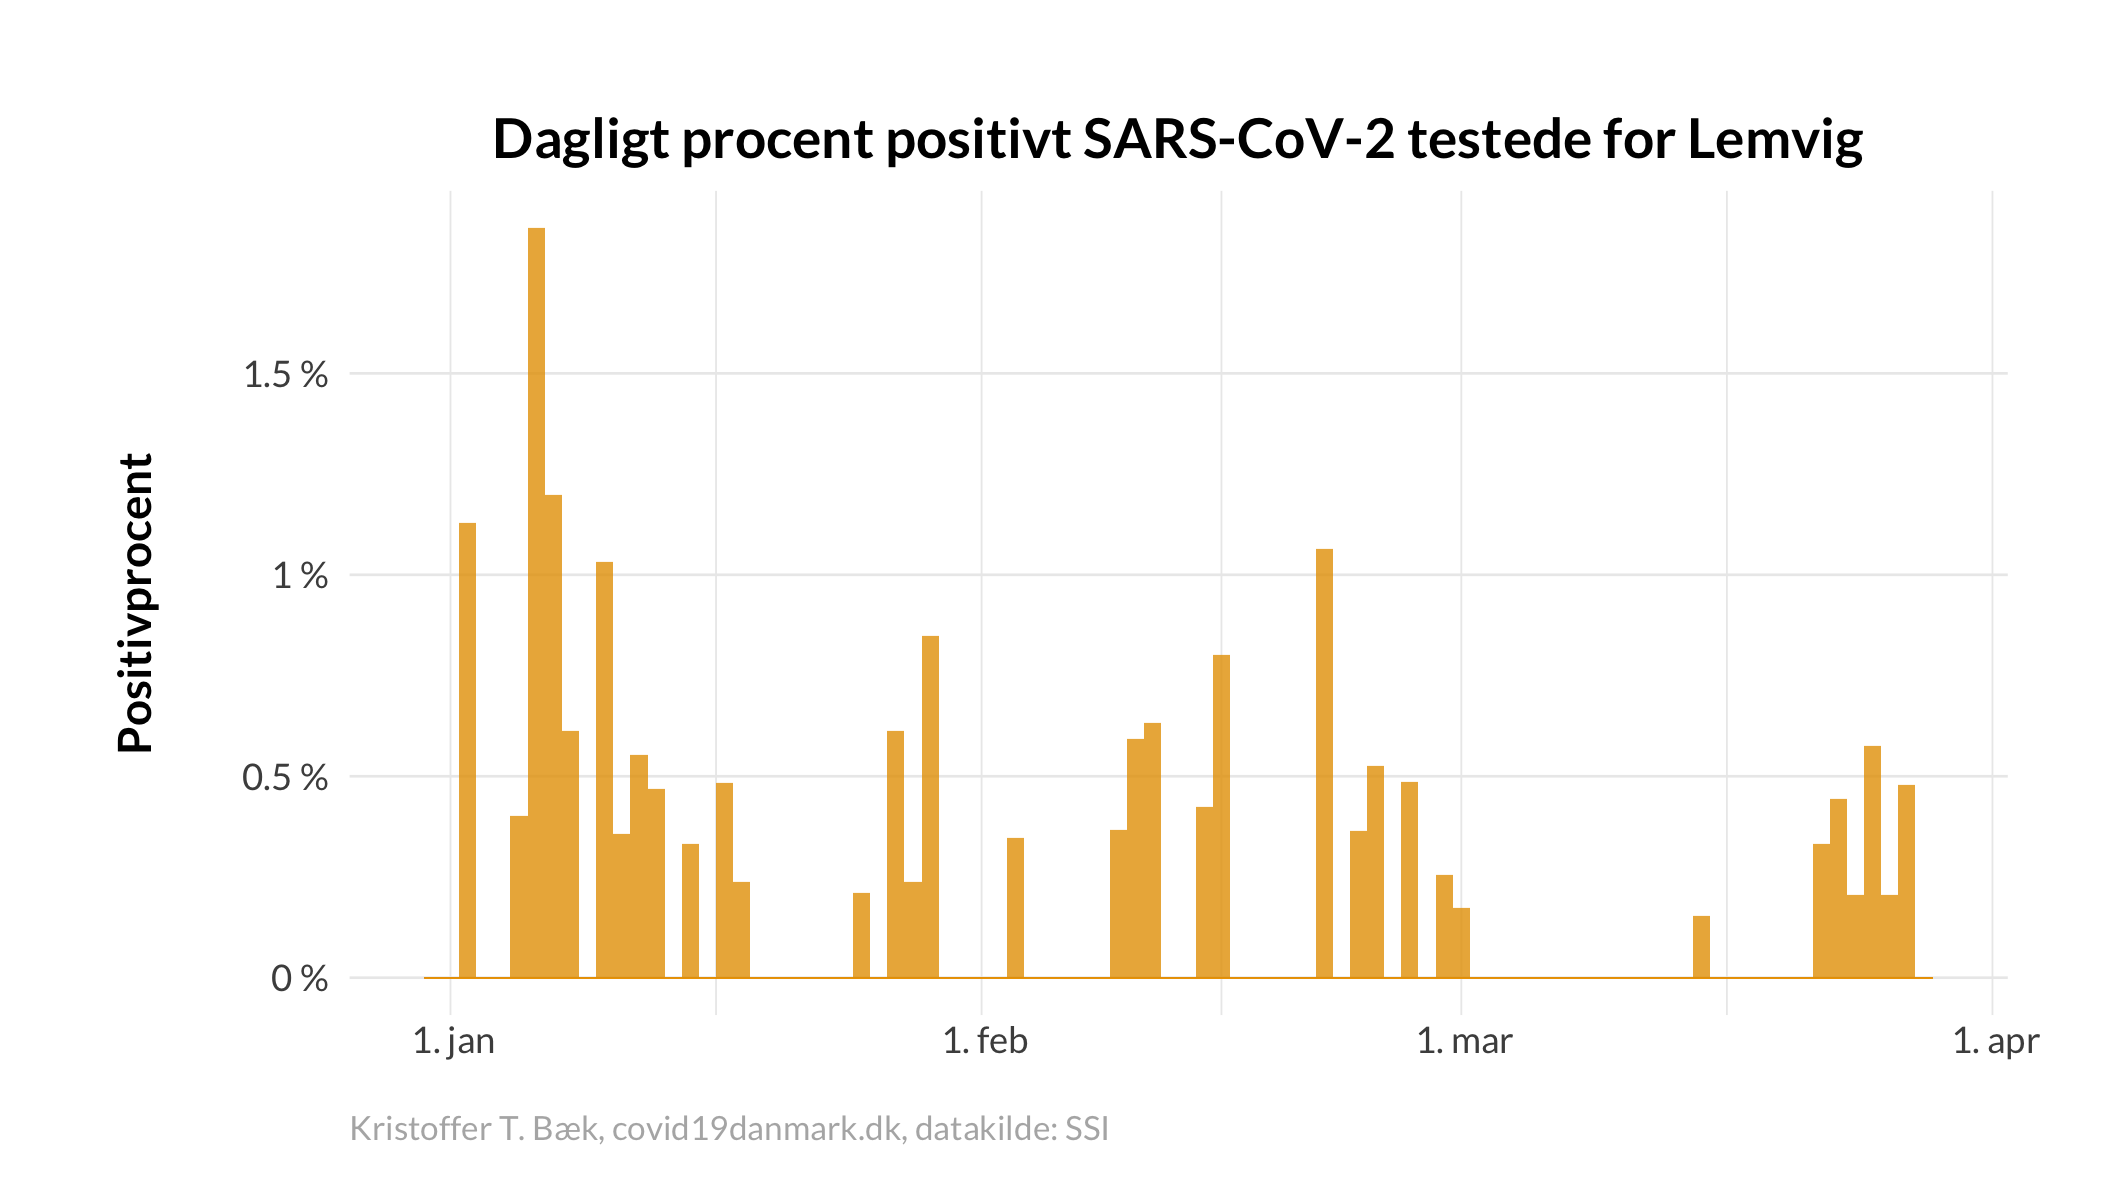 Dagligt procent positivt SARS-CoV-2 testede for Lemvig
Positivprocent
1.5 %
1 %
0.5 %
0 %
1. jan
1. feb
1. mar
1. apr
Kristoffer T. Bæk, covid19danmark.dk, datakilde: SSI